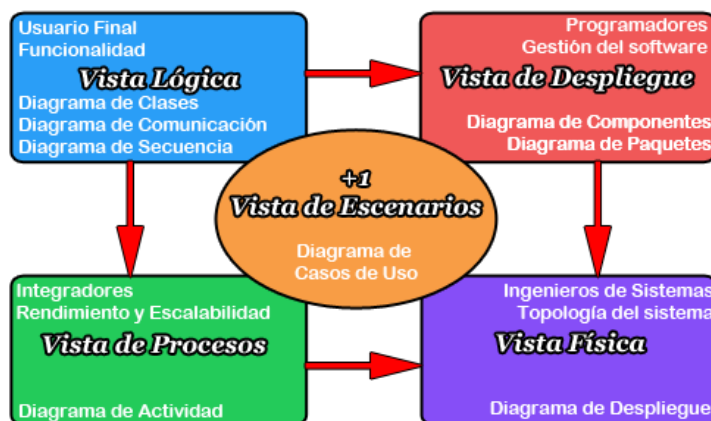 Usuario Final
Funcionalidad
Vista Lógica
Diagrama de Clases
Diagrama de Comunicación
Diagrama de Secuencia
Programadores
Gestión del software
Vista de Despliegue
Diagrama de Componentes
Diagrama de Paquetes
+1
Vista de Escenarios
Diagrama de
Casos de Uso
Integradores
Rendimiento y Escalabilidad
Vista de Procesos
Diagrama de Actividad
Ingenieros de Sistemas
Topología del sistema
Vista Física
Diagrama de Despliegue